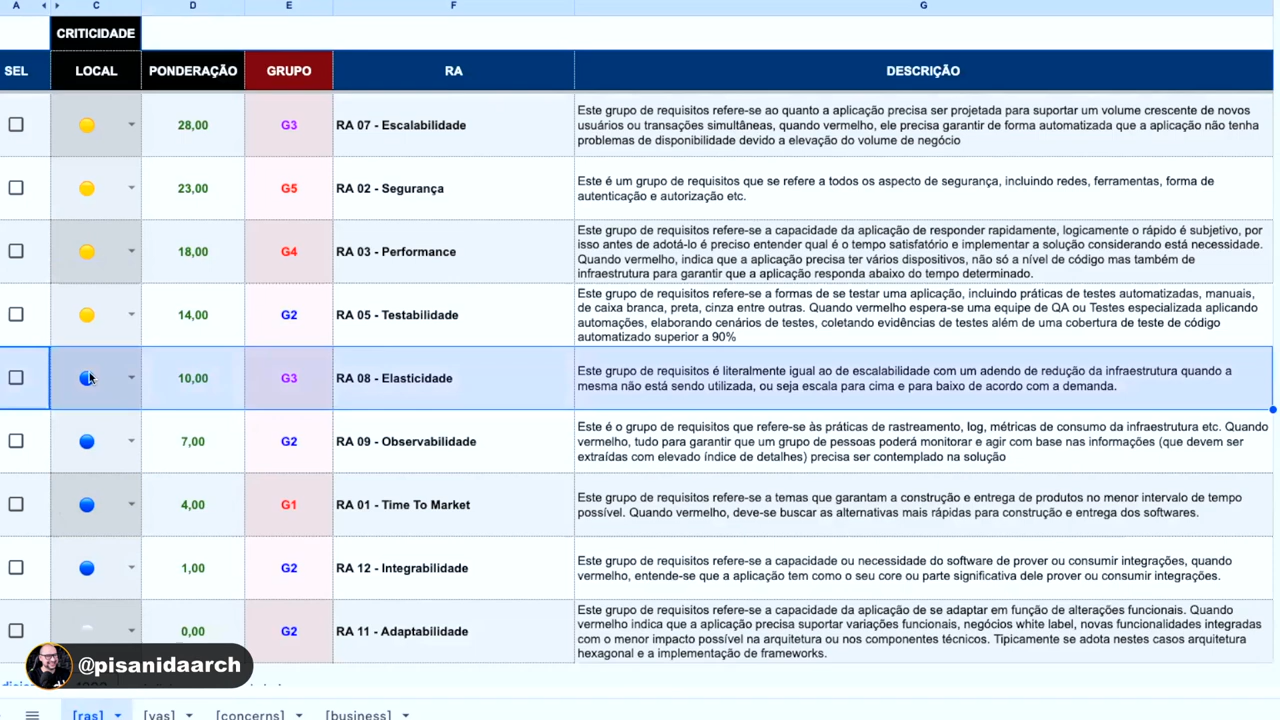 A C D E F G
CRITICIDADE
SEL LOCAL PONDERAÇÃO GRUPO RA DESCRIÇÃO
28,00 G3 RA 07 - Escalabilidade
Este grupo de requisitos refere-se ao quanto a aplicação precisa ser projetada para suportar um volume crescente de novos
usuários ou transações simultâneas, quando vermelho, ele precisa garantir de forma automatizada que a aplicação não tenha
problemas de disponibilidade devido a elevação do volume de negócio
23,00 G5 RA 02 - Segurança
Este é um grupo de requisitos que se refere a todos os aspecto de segurança, incluindo redes, ferramentas, forma de
autenticação e autorização etc.
18,00 G4 RA 03 - Performance
Este grupo de requisitos refere-se a capacidade da aplicação de responder rapidamente, logicamente o rápido é subjetivo, por
isso antes de adotá-lo é preciso entender qual é o tempo satisfatório e implementar a solução considerando está necessidade.
Quando vermelho, indica que a aplicação precisa ter vários dispositivos, não só a nível de código mas também de
infraestrutura para garantir que a aplicação responda abaixo do tempo determinado.
14,00 G2 RA 05 - Testabilidade
Este grupo de requisitos refere-se a formas de se testar uma aplicação, incluindo práticas de testes automatizadas, manuais,
de caixa branca, preta, cinza entre outras. Quando vermelho espera-se uma equipe de QA ou Testes especializada aplicando
automações, elaborando cenários de testes, coletando evidências de testes além de uma cobertura de teste de código
automatizado superior a 90%
10,00 G3 RA 08 - Elasticidade
Este grupo de requisitos é literalmente igual ao de escalabilidade com um adendo de redução da infraestrutura quando a
mesma não está sendo utilizada, ou seja escala para cima e para baixo de acordo com a demanda.
7,00 G2 RA 09 - Observabilidade
Este é o grupo de requisitos que refere-se às práticas de rastreamento, log, métricas de consumo da infraestrutura etc. Quando
vermelho, tudo para garantir que um grupo de pessoas poderá monitorar e agir com base nas informações (que devem ser
extraídas com elevado índice de detalhes) precisa ser contemplado na solução
4,00 G1 RA 01 - Time To Market
Este grupo de requisitos refere-se a temas que garantam a construção e entrega de produtos no menor intervalo de tempo
possível. Quando vermelho, deve-se buscar as alternativas mais rápidas para construção e entrega dos softwares.
1,00 G2 RA 12 - Integrabilidade
Este grupo de requisitos refere-se a capacidade ou necessidade do software de prover ou consumir integrações, quando
vermelho, entende-se que a aplicação tem como o seu core ou parte significativa dele prover ou consumir integrações.
0,00 G2 RA 11 - Adaptabilidade
Este grupo de requisitos refere-se a capacidade da aplicação de se adaptar em função de alterações funcionais. Quando
vermelho indica que a aplicação precisa suportar variações funcionais, negócios white label, novas funcionalidades integradas
com o menor impacto possível na arquitetura ou nos componentes técnicos. Tipicamente se adota nestes casos arquitetura
hexagonal e a implementação de frameworks.
@pisanidaarch
[ras] [vas] [concerns] [business]